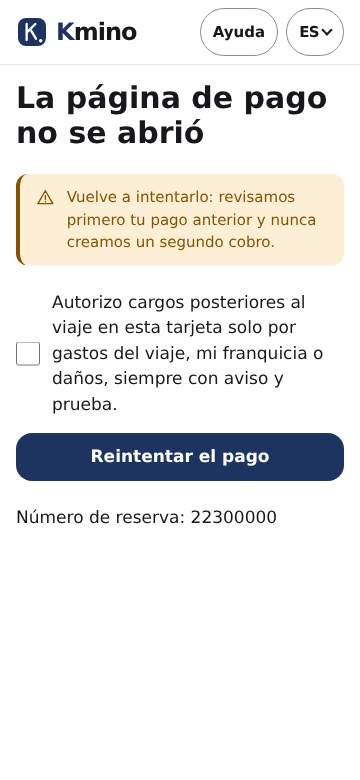 K. Kmino
Ayuda
ES
La página de pago
no se abrió
Vuelve a intentarlo: revisamos
primero tu pago anterior y nunca
creamos un segundo cobro.
Autorizo cargos posteriores al
viaje en esta tarjeta solo por
gastos del viaje, mi franquicia o
daños, siempre con aviso y
prueba.
Reintentar el pago
Número de reserva: 22300000